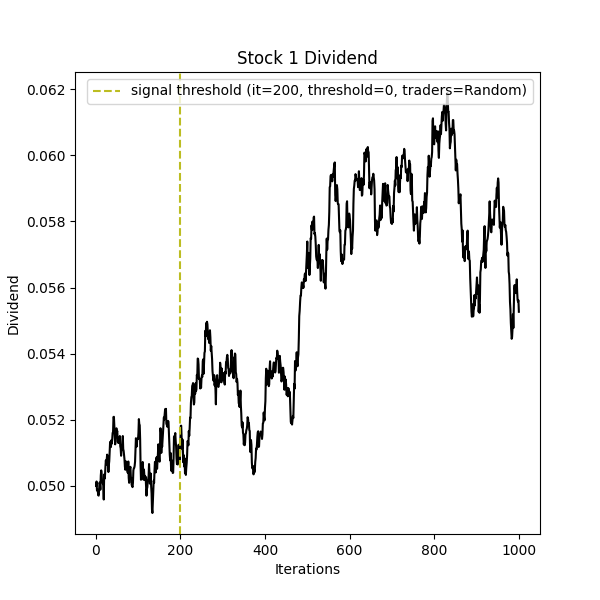 Stock 1 Dividend
signal threshold (it=200, threshold=0, traders=Random)
0.062
0.060
0.058
0.056
0.054
0.052
0.050
Dividend
0 200 400 600 800 1000
Iterations